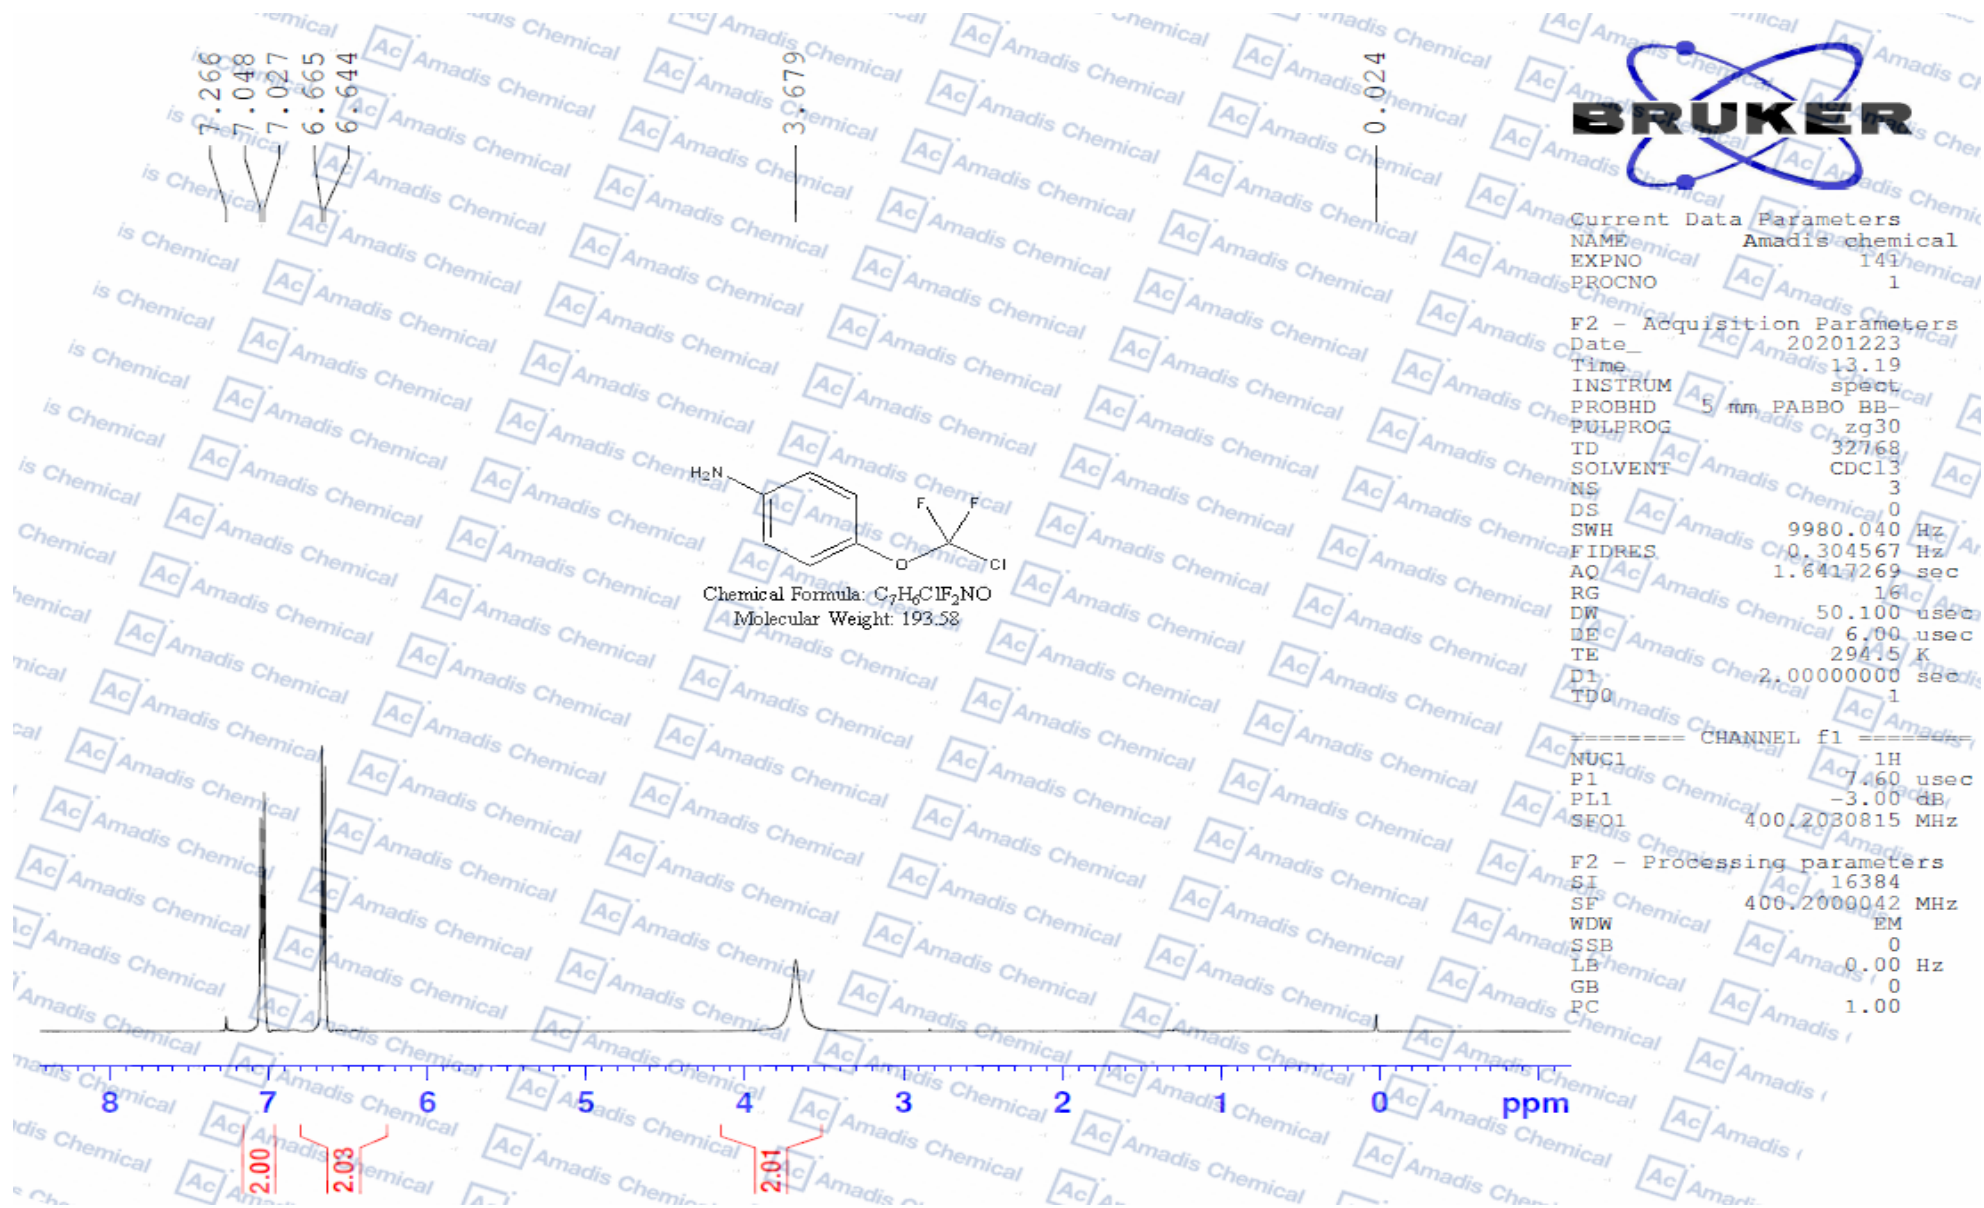 7.266
7.048
7.027
6.665
6.644
3.679
0.024
BRUKER
Current Data Parameters
NAME Amadis chemical
EXPNO 141
PROCNO 1
F2 - Acquisition Parameters
Date_ 20201223
Time 13.19
INSTRUM spect
PROBHD 5 mm PABBO BB-
PULPROG zg30
TD 32768
SOLVENT CDCl3
NS 3
DS 0
SWH 9980.040 Hz
FIDRES 0.304567 Hz
AQ 1.6417269 sec
RG 16
DW 50.100 usec
DE 6.00 usec
TE 294.5 K
D1 2.00000000 sec
TD0 1
======== CHANNEL f1 ========
NUC1 1H
P1 7.60 usec
PL1 -3.00 dB
SFO1 400.2030815 MHz
F2 - Processing parameters
SI 16384
SF 400.2000042 MHz
WDW EM
SSB 0
LB 0.00 Hz
GB 0
PC 1.00
H₂N
F F
O
Cl
Chemical Formula: C₇H₆ClF₂NO
Molecular Weight: 193.58
8 7 6 5 4 3 2 1 0 ppm
2.00
2.03
2.01
Ac Amadis Chemical